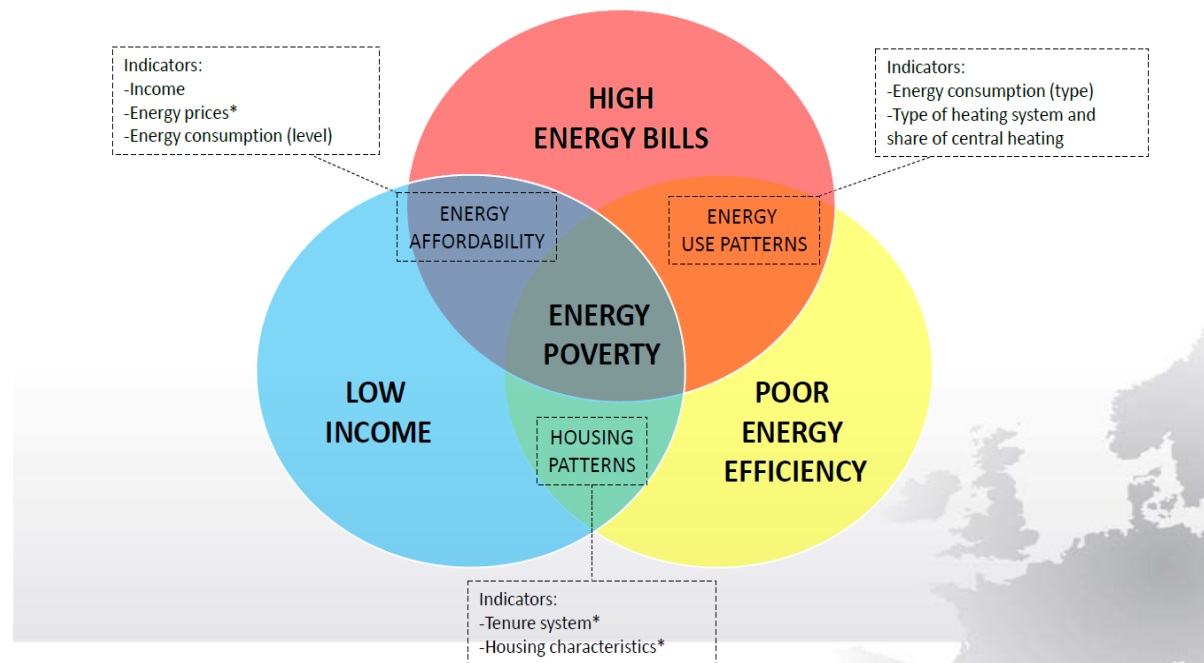 Indicators:
-Income
-Energy prices*
-Energy consumption (level)
HIGH
ENERGY BILLS
Indicators:
-Energy consumption (type)
-Type of heating system and
share of central heating
ENERGY
AFFORDABILITY
ENERGY
USE PATTERNS
ENERGY
POVERTY
LOW
INCOME
POOR
ENERGY
EFFICIENCY
HOUSING
PATTERNS
Indicators:
-Tenure system*
-Housing characteristics*